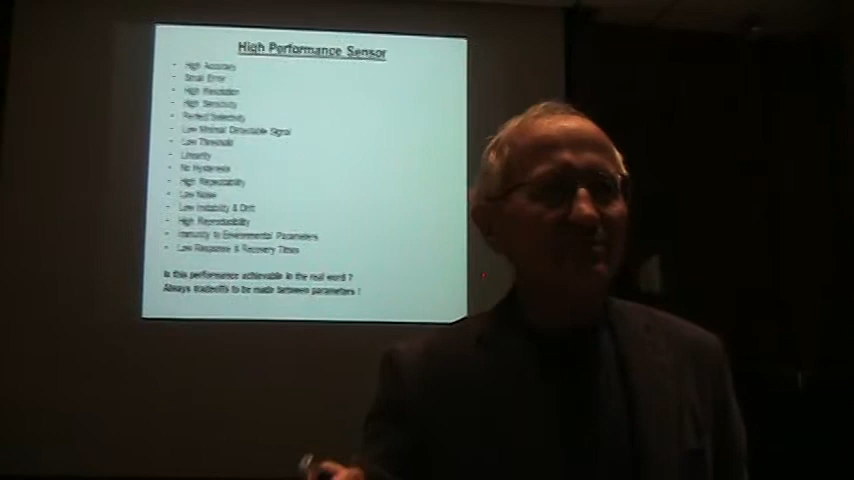 High Performance Sensor
- High Accuracy
- Small Error
- High Resolution
- High Sensitivity
- Perfect Selectivity
- Low Minimal Detectable Signal
- Low Threshold
- Linearity
- No Hysteresis
- High Repeatability
- Low Noise
- Low Instability & Drift
- High Reproducibility
- Immunity to Environmental Parameters
- Low Response & Recovery Times
Is this performance achievable in the real word ?
Always tradeoffs to be made between parameters !